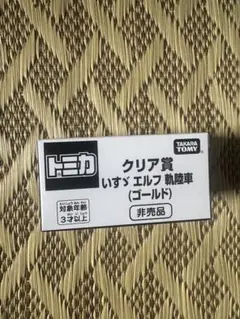 トミカ
対象年齢
3才以上
クリア賞
いすゞ エルフ 軌陸車
(ゴールド)
非売品
TAKARA
TOMY